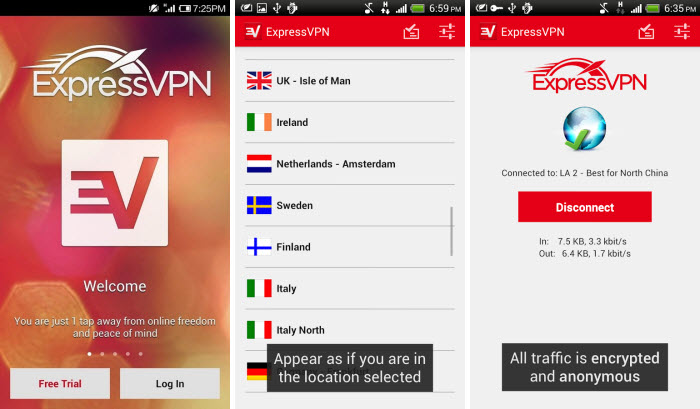 7:25PM
ExpressVPN
Welcome
You are just 1 tap away from online freedom
and peace of mind
Free Trial
Log In
H
6:59 PM
ExpressVPN
UK - Isle of Man
Ireland
Netherlands - Amsterdam
Sweden
Finland
Italy
Italy North
Appear as if you are in
the location selected
H
6:35 PM
ExpressVPN
ExpressVPN
Connected to: LA 2 - Best for North China
Disconnect
In: 7.5 KB, 3.3 kbit/s
Out: 6.4 KB, 1.7 kbit/s
All traffic is encrypted
and anonymous